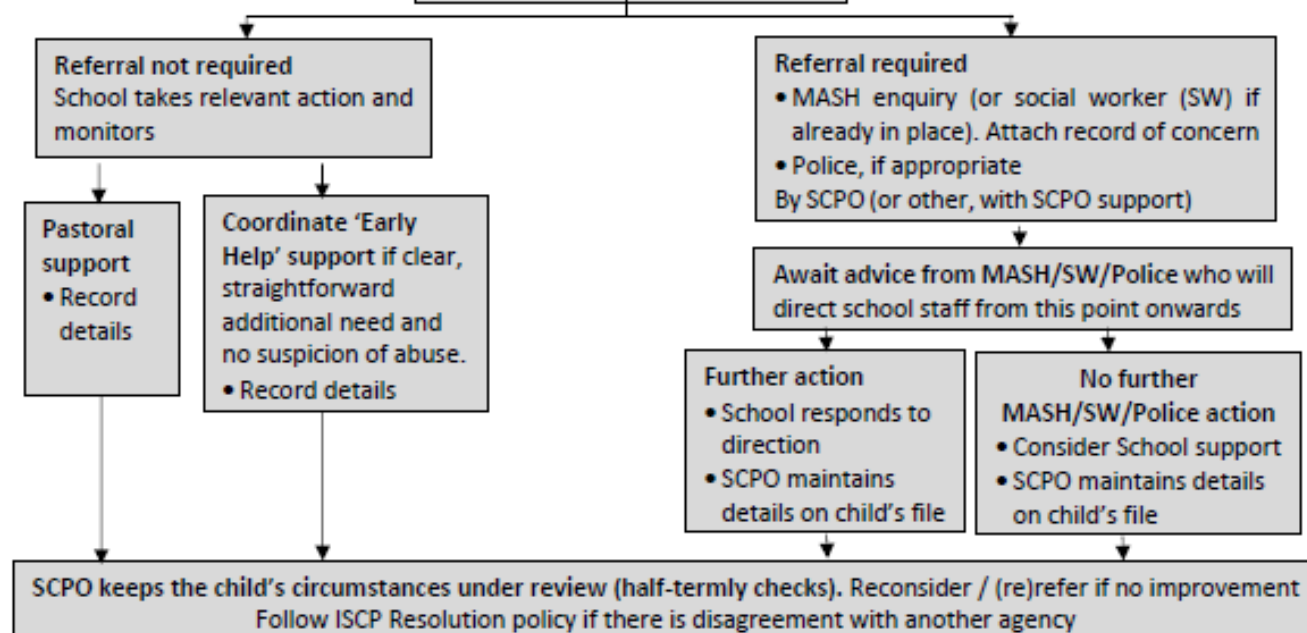 Referral not required
School takes relevant action and
monitors
Referral required
• MASH enquiry (or social worker (SW) if
already in place). Attach record of concern
• Police, if appropriate
By SCPO (or other, with SCPO support)
Pastoral
support
• Record
details
Coordinate ‘Early
Help’ support if clear,
straightforward
additional need and
no suspicion of abuse.
• Record details
Await advice from MASH/SW/Police who will
direct school staff from this point onwards
Further action
• School responds to
direction
• SCPO maintains
details on child’s file
No further
MASH/SW/Police action
• Consider School support
• SCPO maintains details
on child’s file
SCPO keeps the child’s circumstances under review (half-termly checks). Reconsider / (re)refer if no improvement
Follow ISCP Resolution policy if there is disagreement with another agency